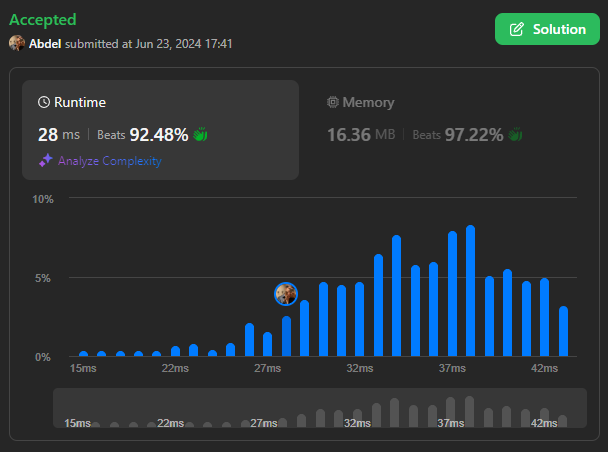 Accepted
Abdel submitted at Jun 23, 2024 17:41
Solution
Runtime
28 ms | Beats 92.48%
Analyze Complexity
Memory
16.36 MB | Beats 97.22%
10%
5%
0%
15ms 22ms 27ms 32ms 37ms 42ms
15ms 22ms 27ms 32ms 37ms 42ms